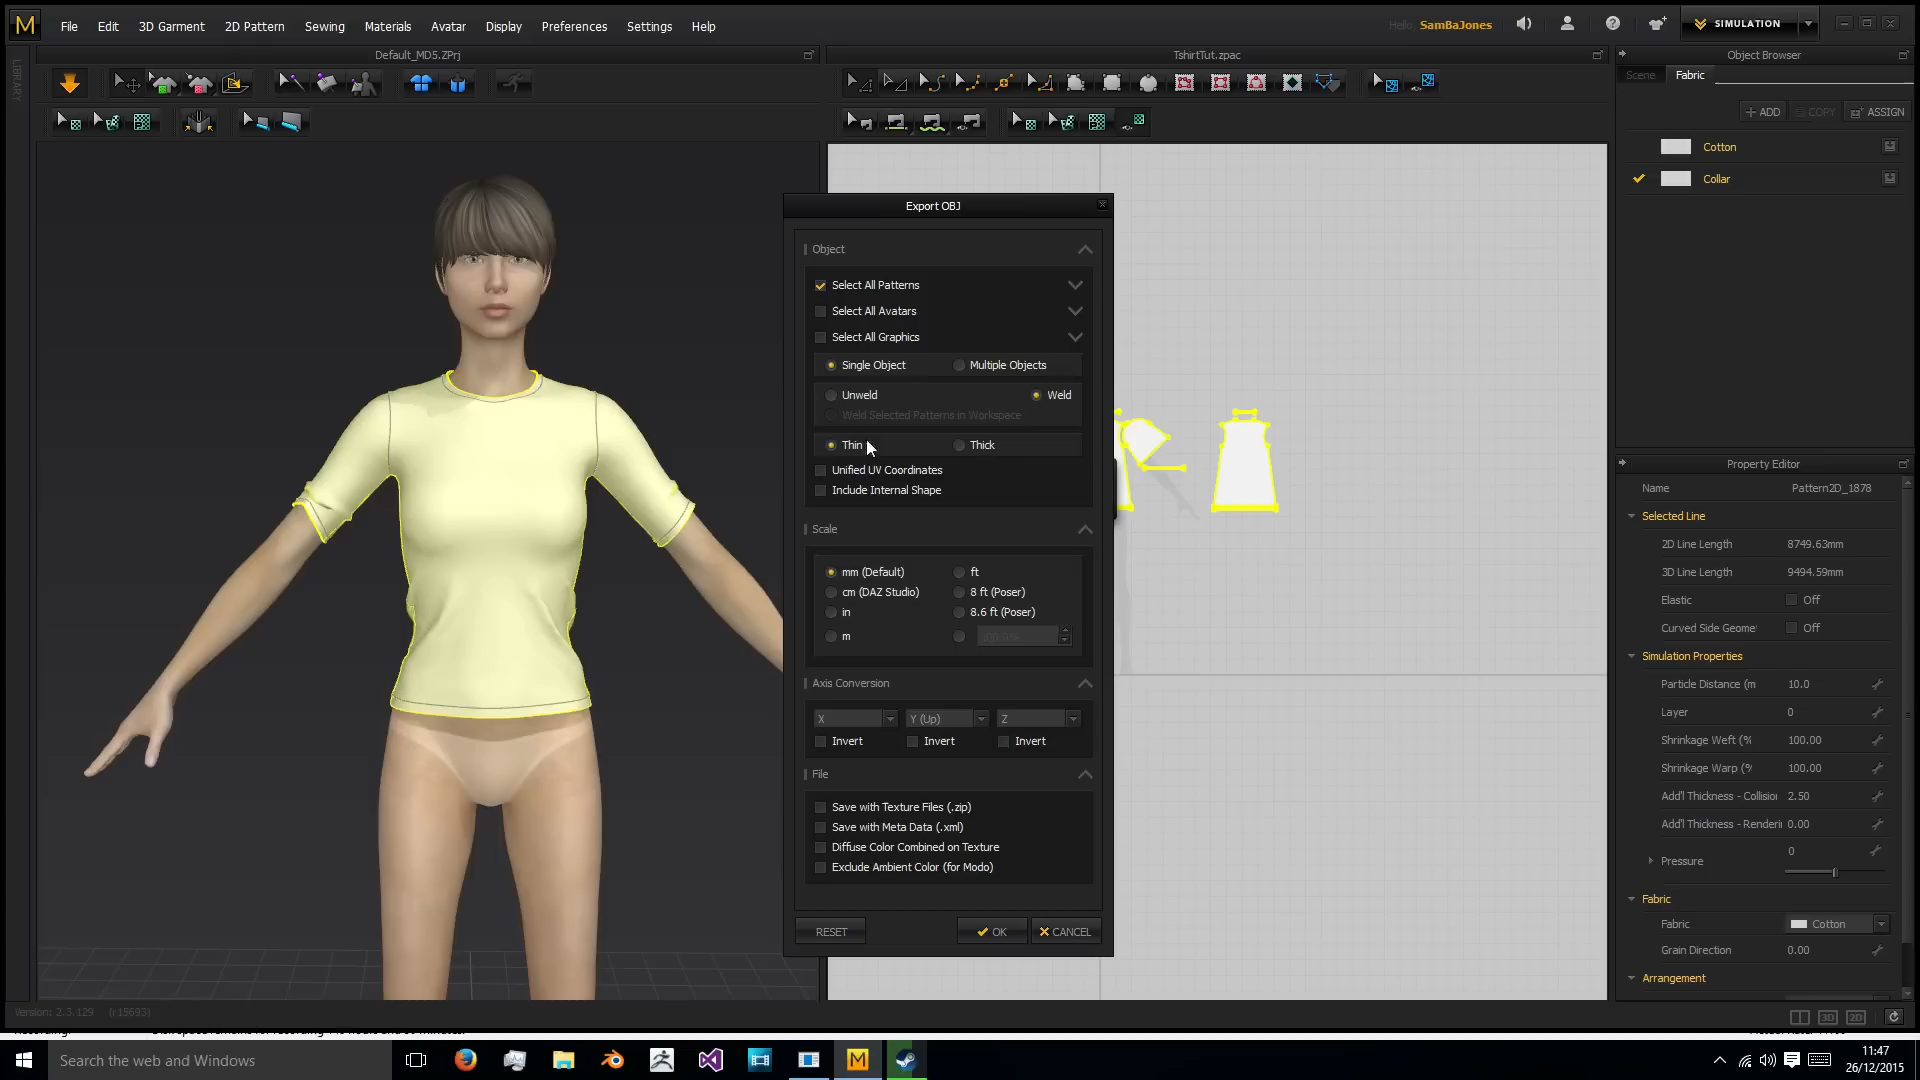 M File Edit 3D Garment 2D Pattern Sewing Materials Avatar Display Preferences Settings Help
Hello, SamBaJones
SIMULATION
Default_MD5.ZPrj
TshirtTut.zpac
Object Browser
LIBRARY
Scene Fabric
ADD COPY ASSIGN
Cotton
Collar
Export OBJ
Object
Select All Patterns
Select All Avatars
Select All Graphics
Single Object Multiple Objects
Unweld Weld
Weld Selected Patterns in Workspace
Thin Thick
Unified UV Coordinates
Include Internal Shape
Scale
mm (Default) ft
cm (DAZ Studio) 8 ft (Poser)
in 8.6 ft (Poser)
m
Axis Conversion
X Y (Up) Z
Invert Invert Invert
File
Save with Texture Files (.zip)
Save with Meta Data (.xml)
Diffuse Color Combined on Texture
Exclude Ambient Color (for Modo)
RESET OK CANCEL
Property Editor
Name Pattern2D_1878
Selected Line
2D Line Length 8749.63mm
3D Line Length 9494.59mm
Elastic Off
Curved Side Geome Off
Simulation Properties
Particle Distance (m 10.0
Layer 0
Shrinkage Weft (% 100.00
Shrinkage Warp (% 100.00
Add'l Thickness - Collision 2.50
Add'l Thickness - Renderi 0.00
Pressure 0
Fabric
Fabric Cotton
Grain Direction 0.00
Arrangement
Version: 2.3.129 (r15693)
3D 2D
Search the web and Windows
M
11:47
26/12/2015